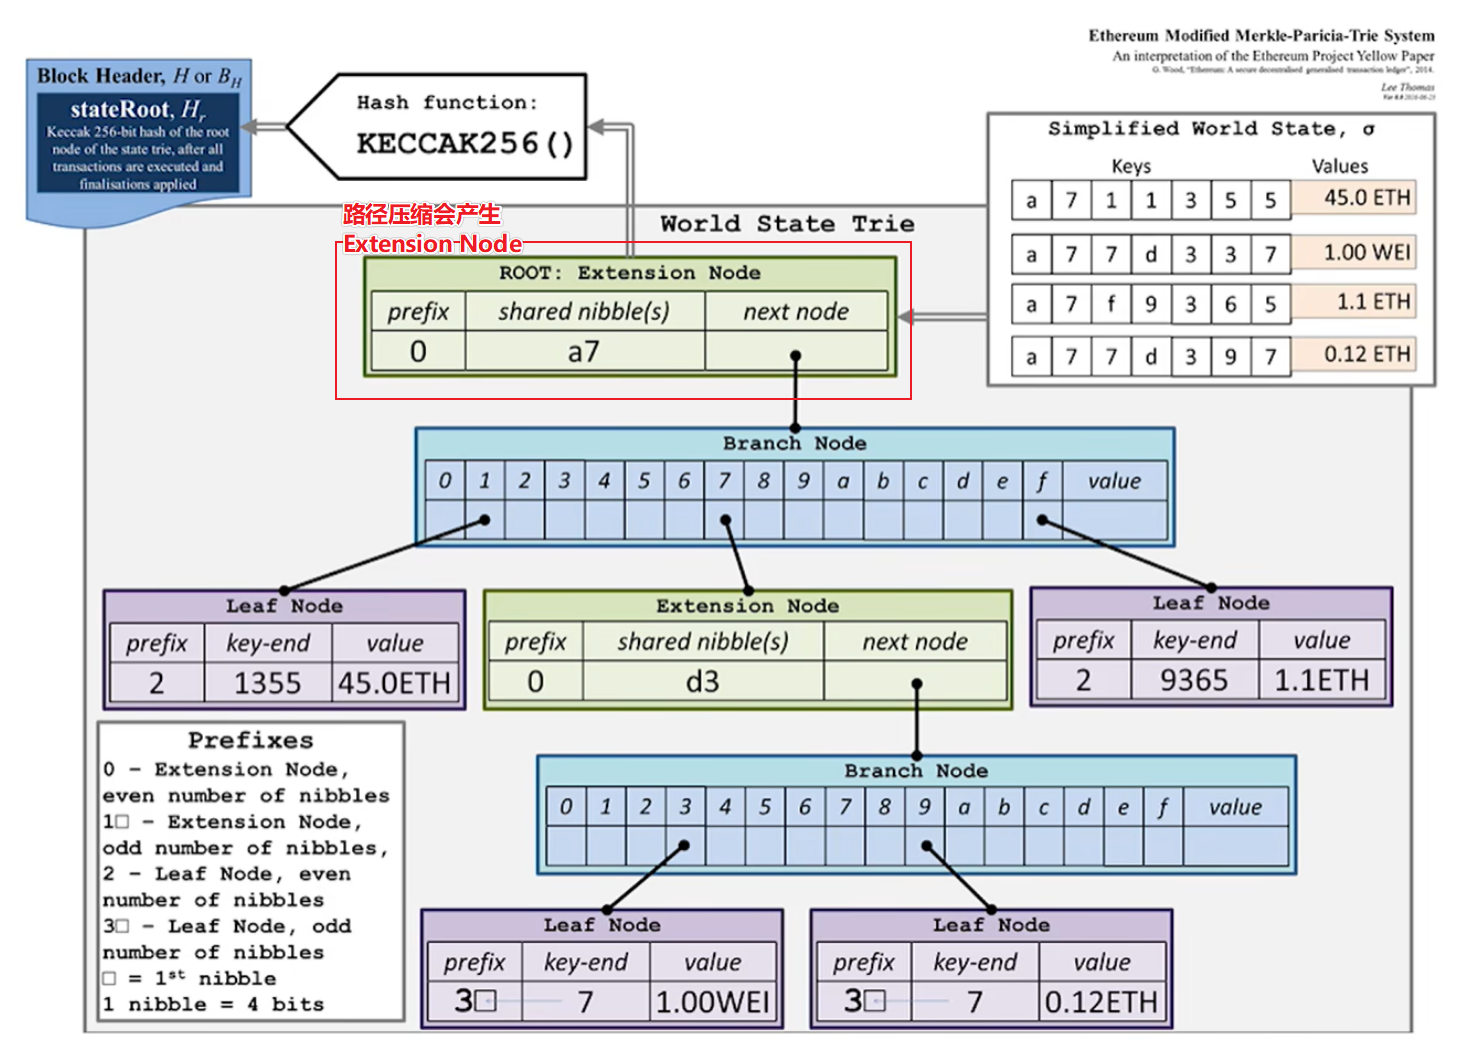 Ethereum Modified Merkle-Paricia-Trie System
An interpretation of the Ethereum Project Yellow Paper
G. Wood, "Ethereum: A secure decentralised generalised transaction ledger", 2014.
Lee Thomas
Block Header, H or B_H
stateRoot, H_r
Keccak 256-bit hash of the root
node of the state trie, after all
transactions are executed and
finalisations applied
Hash function:
KECCAK256()
Simplified World State, σ
Keys Values
a 7 1 1 3 5 5 45.0 ETH
a 7 7 d 3 3 7 1.00 WEI
a 7 f 9 3 6 5 1.1 ETH
a 7 7 d 3 9 7 0.12 ETH
路径压缩会产生
Extension Node
World State Trie
ROOT: Extension Node
prefix shared nibble(s) next node
0 a7
Branch Node
0 1 2 3 4 5 6 7 8 9 a b c d e f value
Leaf Node
prefix key-end value
2 1355 45.0ETH
Extension Node
prefix shared nibble(s) next node
0 d3
Leaf Node
prefix key-end value
2 9365 1.1ETH
Prefixes
0 – Extension Node,
even number of nibbles
1□ – Extension Node,
odd number of nibbles,
2 – Leaf Node, even
number of nibbles
3□ – Leaf Node, odd
number of nibbles
□ = 1st nibble
1 nibble = 4 bits
Branch Node
0 1 2 3 4 5 6 7 8 9 a b c d e f value
Leaf Node
prefix key-end value
3□ 7 1.00WEI
Leaf Node
prefix key-end value
3□ 7 0.12ETH